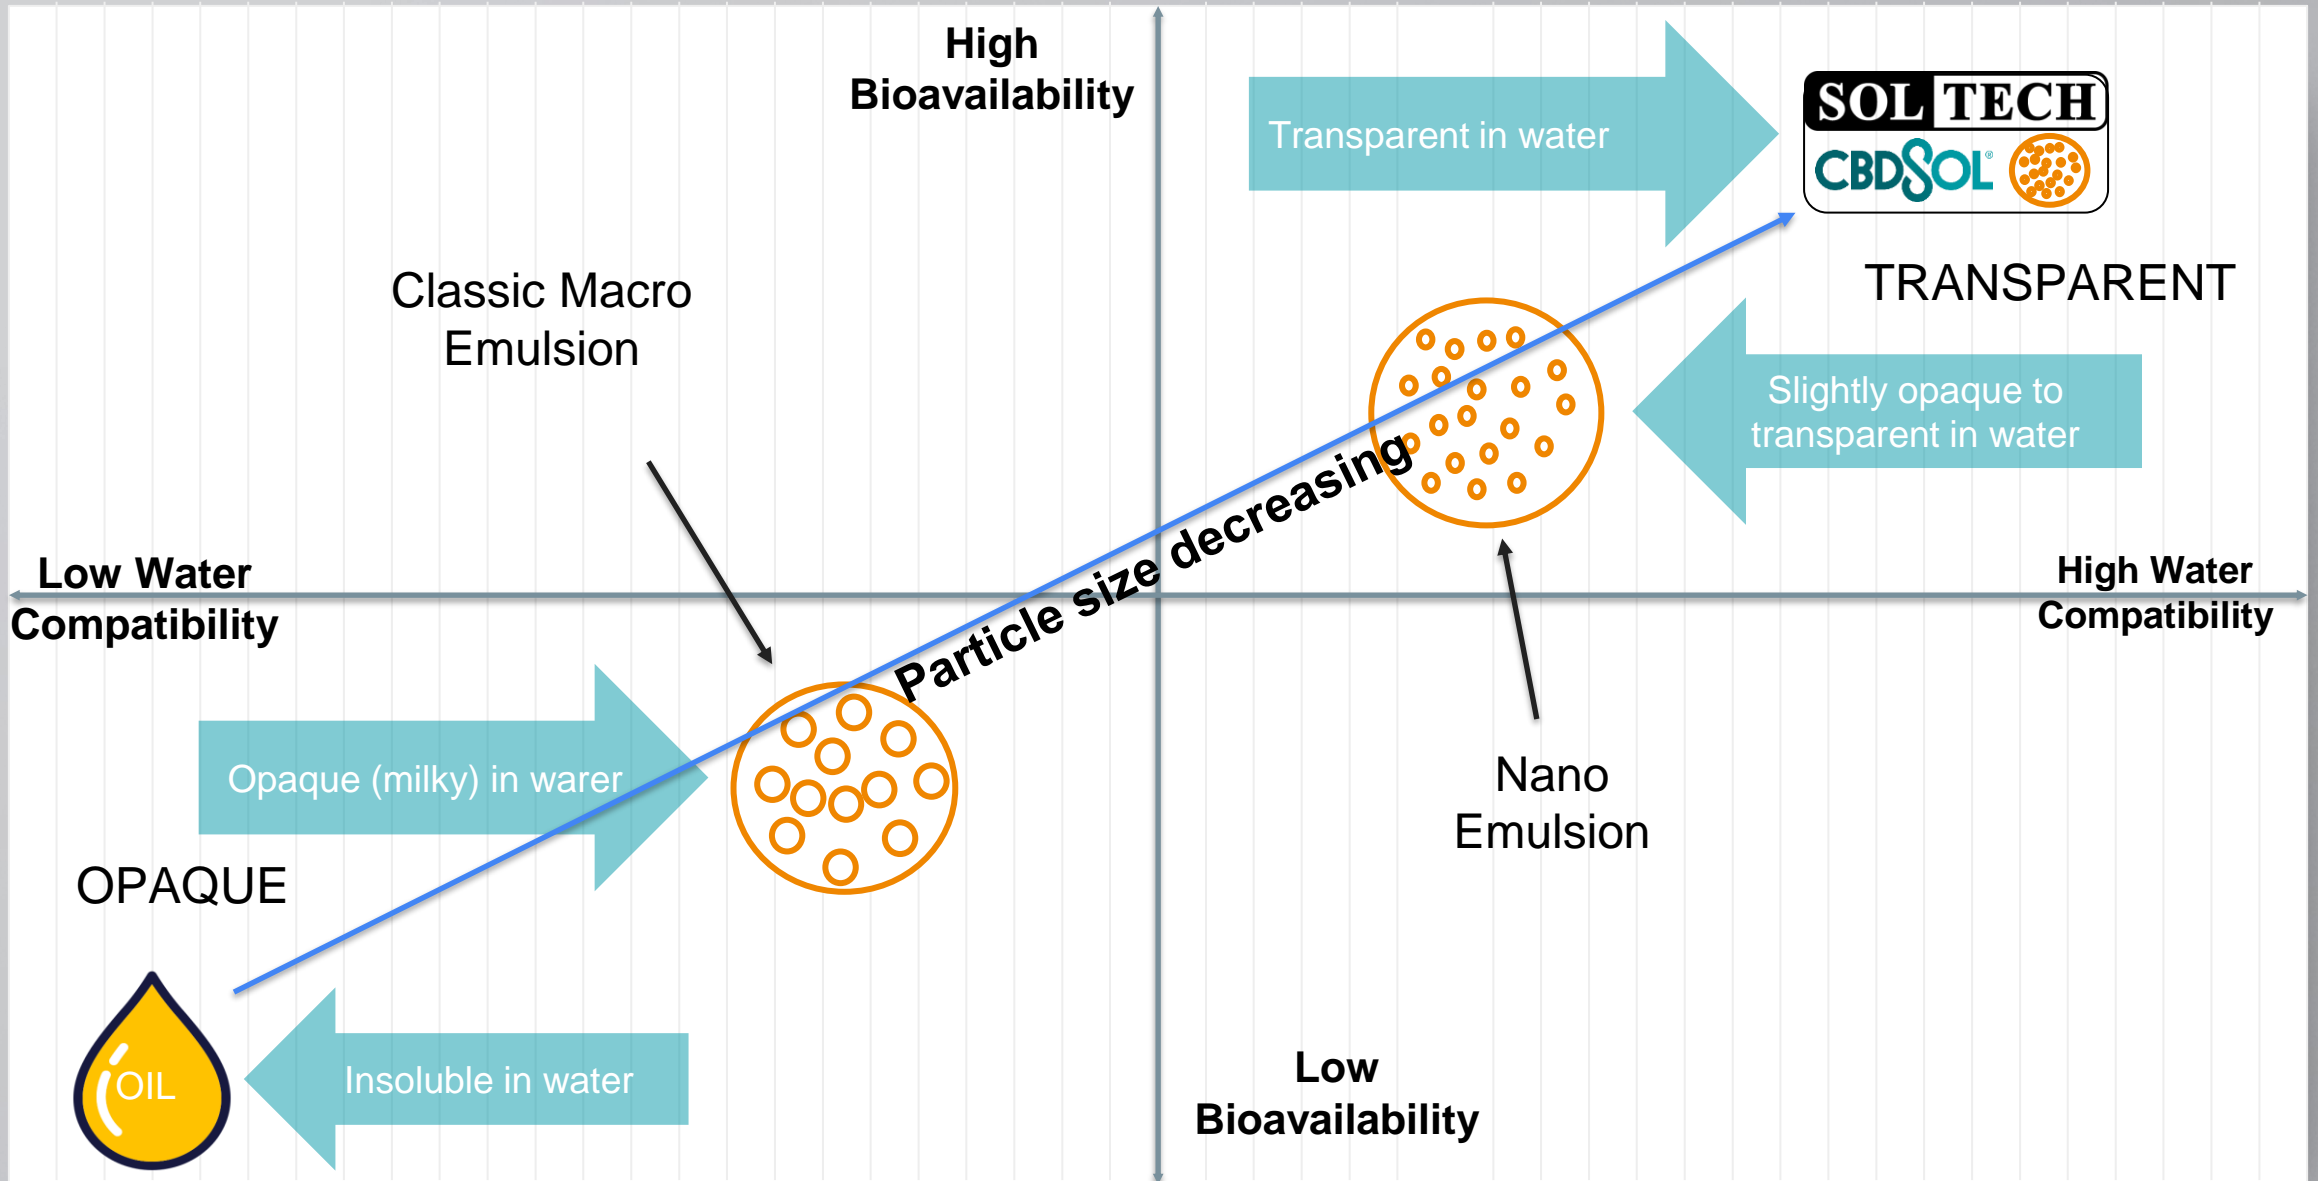 High
Bioavailability
Transparent in water
SOL TECH
CBDSOL®
TRANSPARENT
Classic Macro
Emulsion
Slightly opaque to
transparent in water
Particle size decreasing
Low Water
Compatibility
High Water
Compatibility
Opaque (milky) in warer
Nano
Emulsion
OPAQUE
OIL
Insoluble in water
Low
Bioavailability